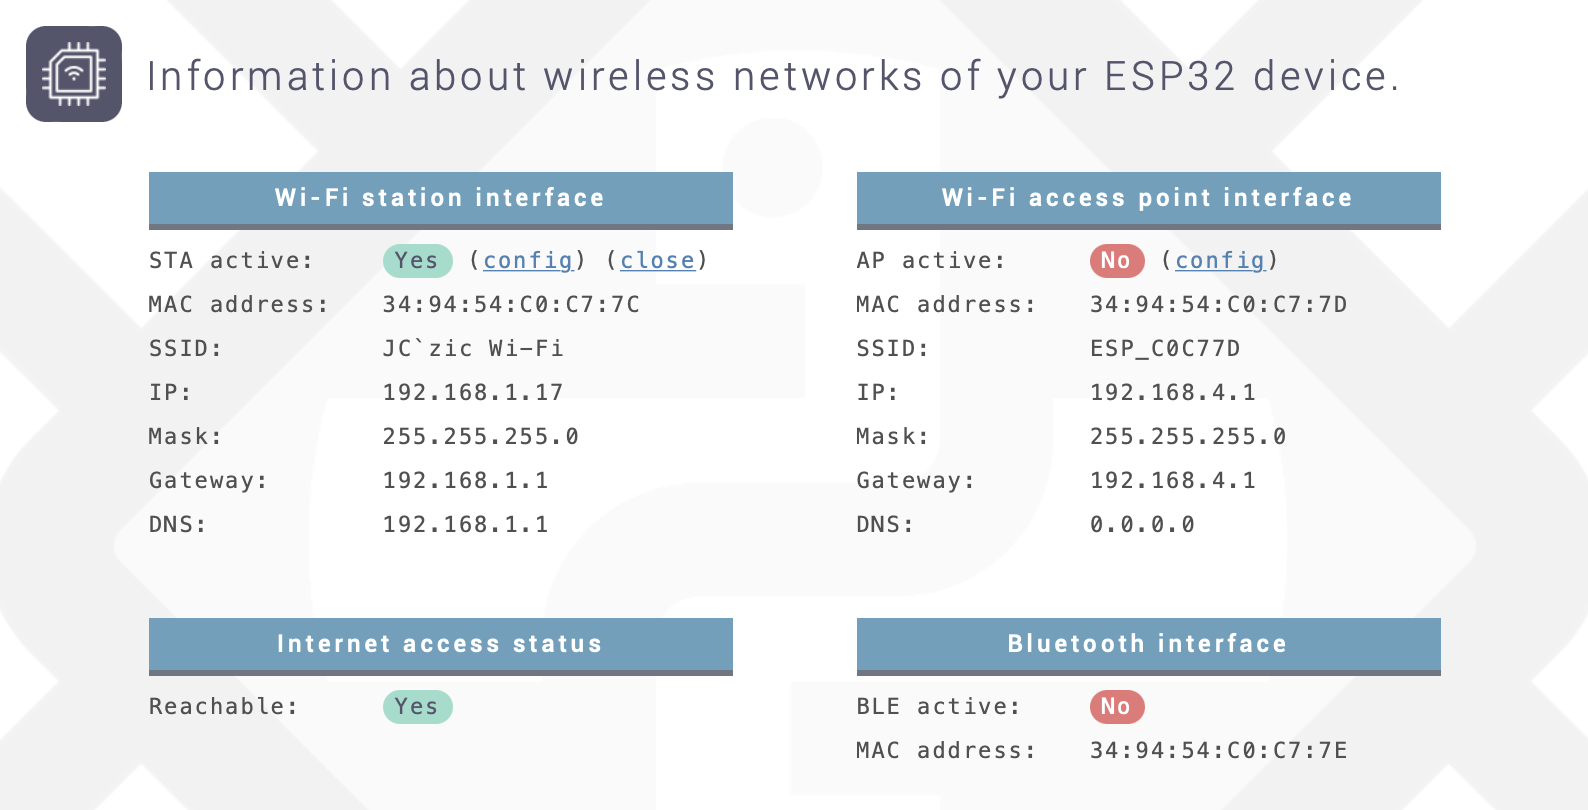 Information about wireless networks of your ESP32 device.
Wi-Fi station interface
STA active: Yes (config) (close)
MAC address: 34:94:54:C0:C7:7C
SSID: JC`zic Wi-Fi
IP: 192.168.1.17
Mask: 255.255.255.0
Gateway: 192.168.1.1
DNS: 192.168.1.1
Wi-Fi access point interface
AP active: No (config)
MAC address: 34:94:54:C0:C7:7D
SSID: ESP_C0C77D
IP: 192.168.4.1
Mask: 255.255.255.0
Gateway: 192.168.4.1
DNS: 0.0.0.0
Internet access status
Reachable: Yes
Bluetooth interface
BLE active: No
MAC address: 34:94:54:C0:C7:7E